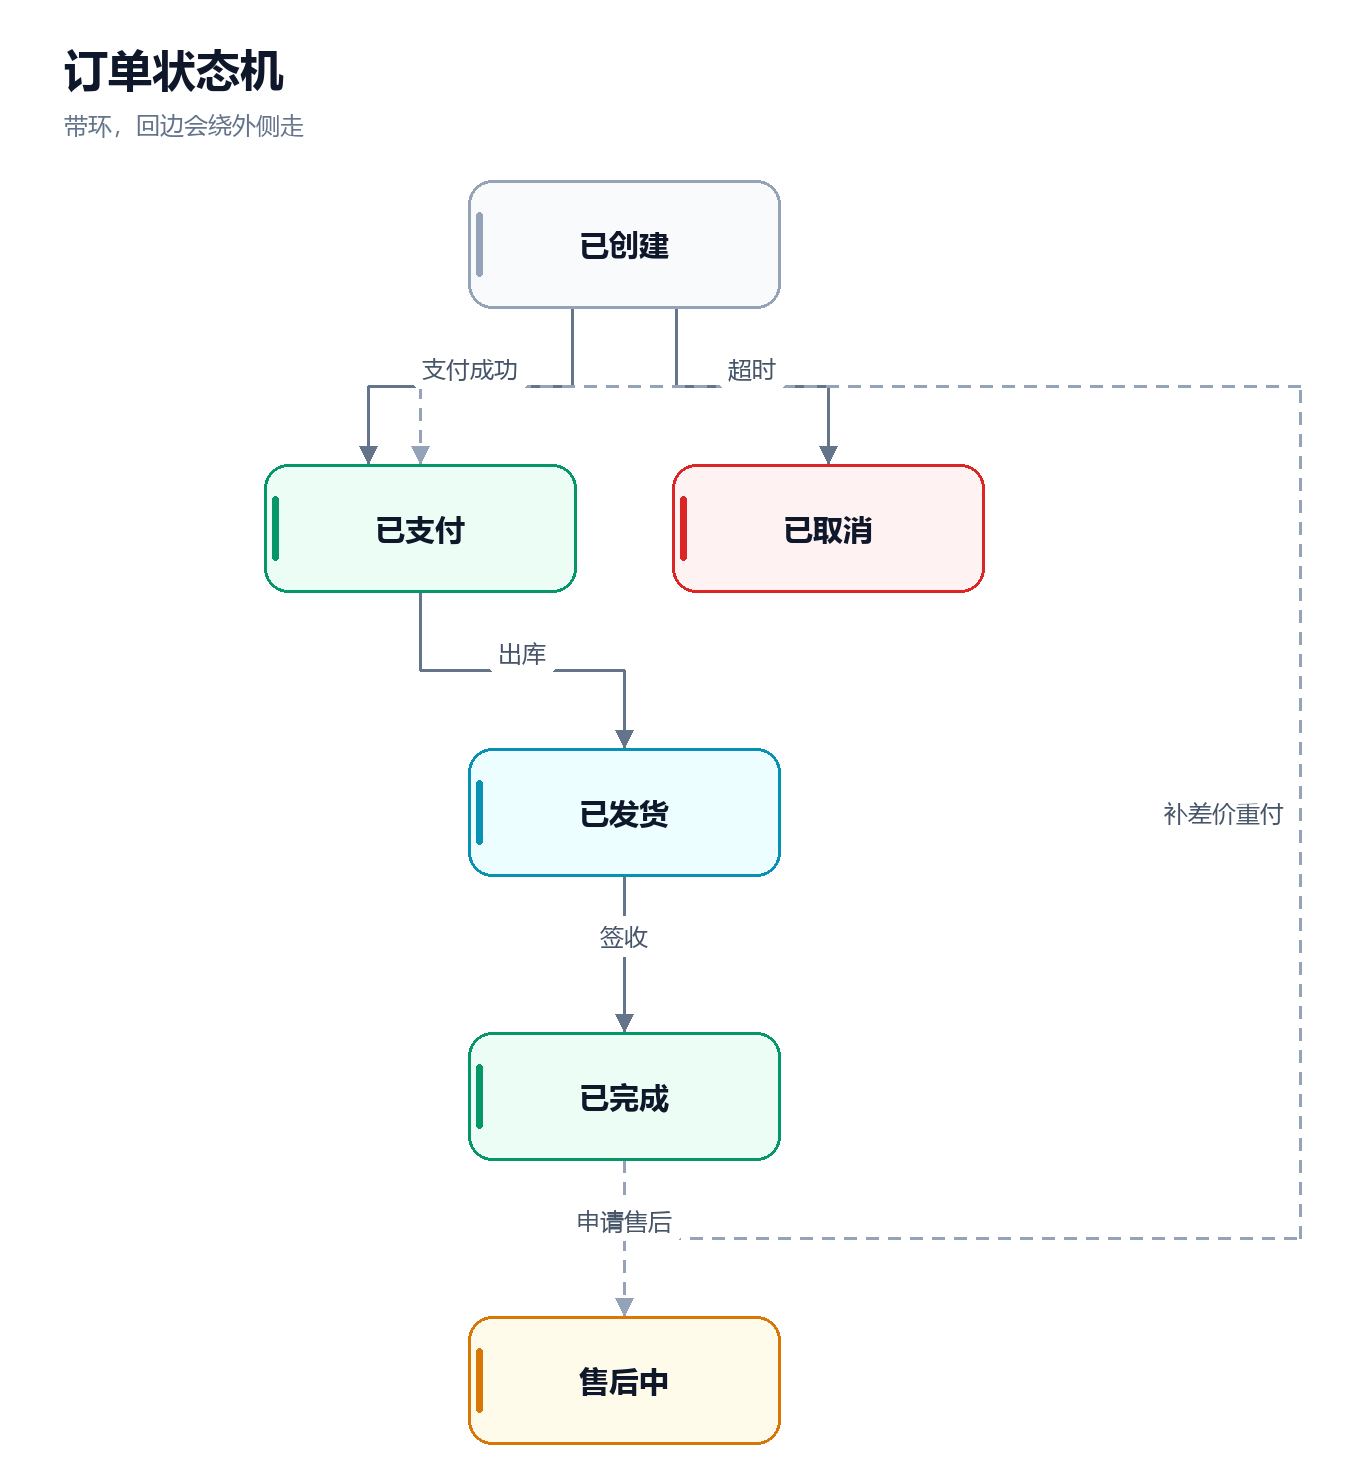 订单状态机
带环，回边会绕外侧走
已创建
支付成功
超时
已支付
已取消
出库
已发货
补差价重付
签收
已完成
申请售后
售后中